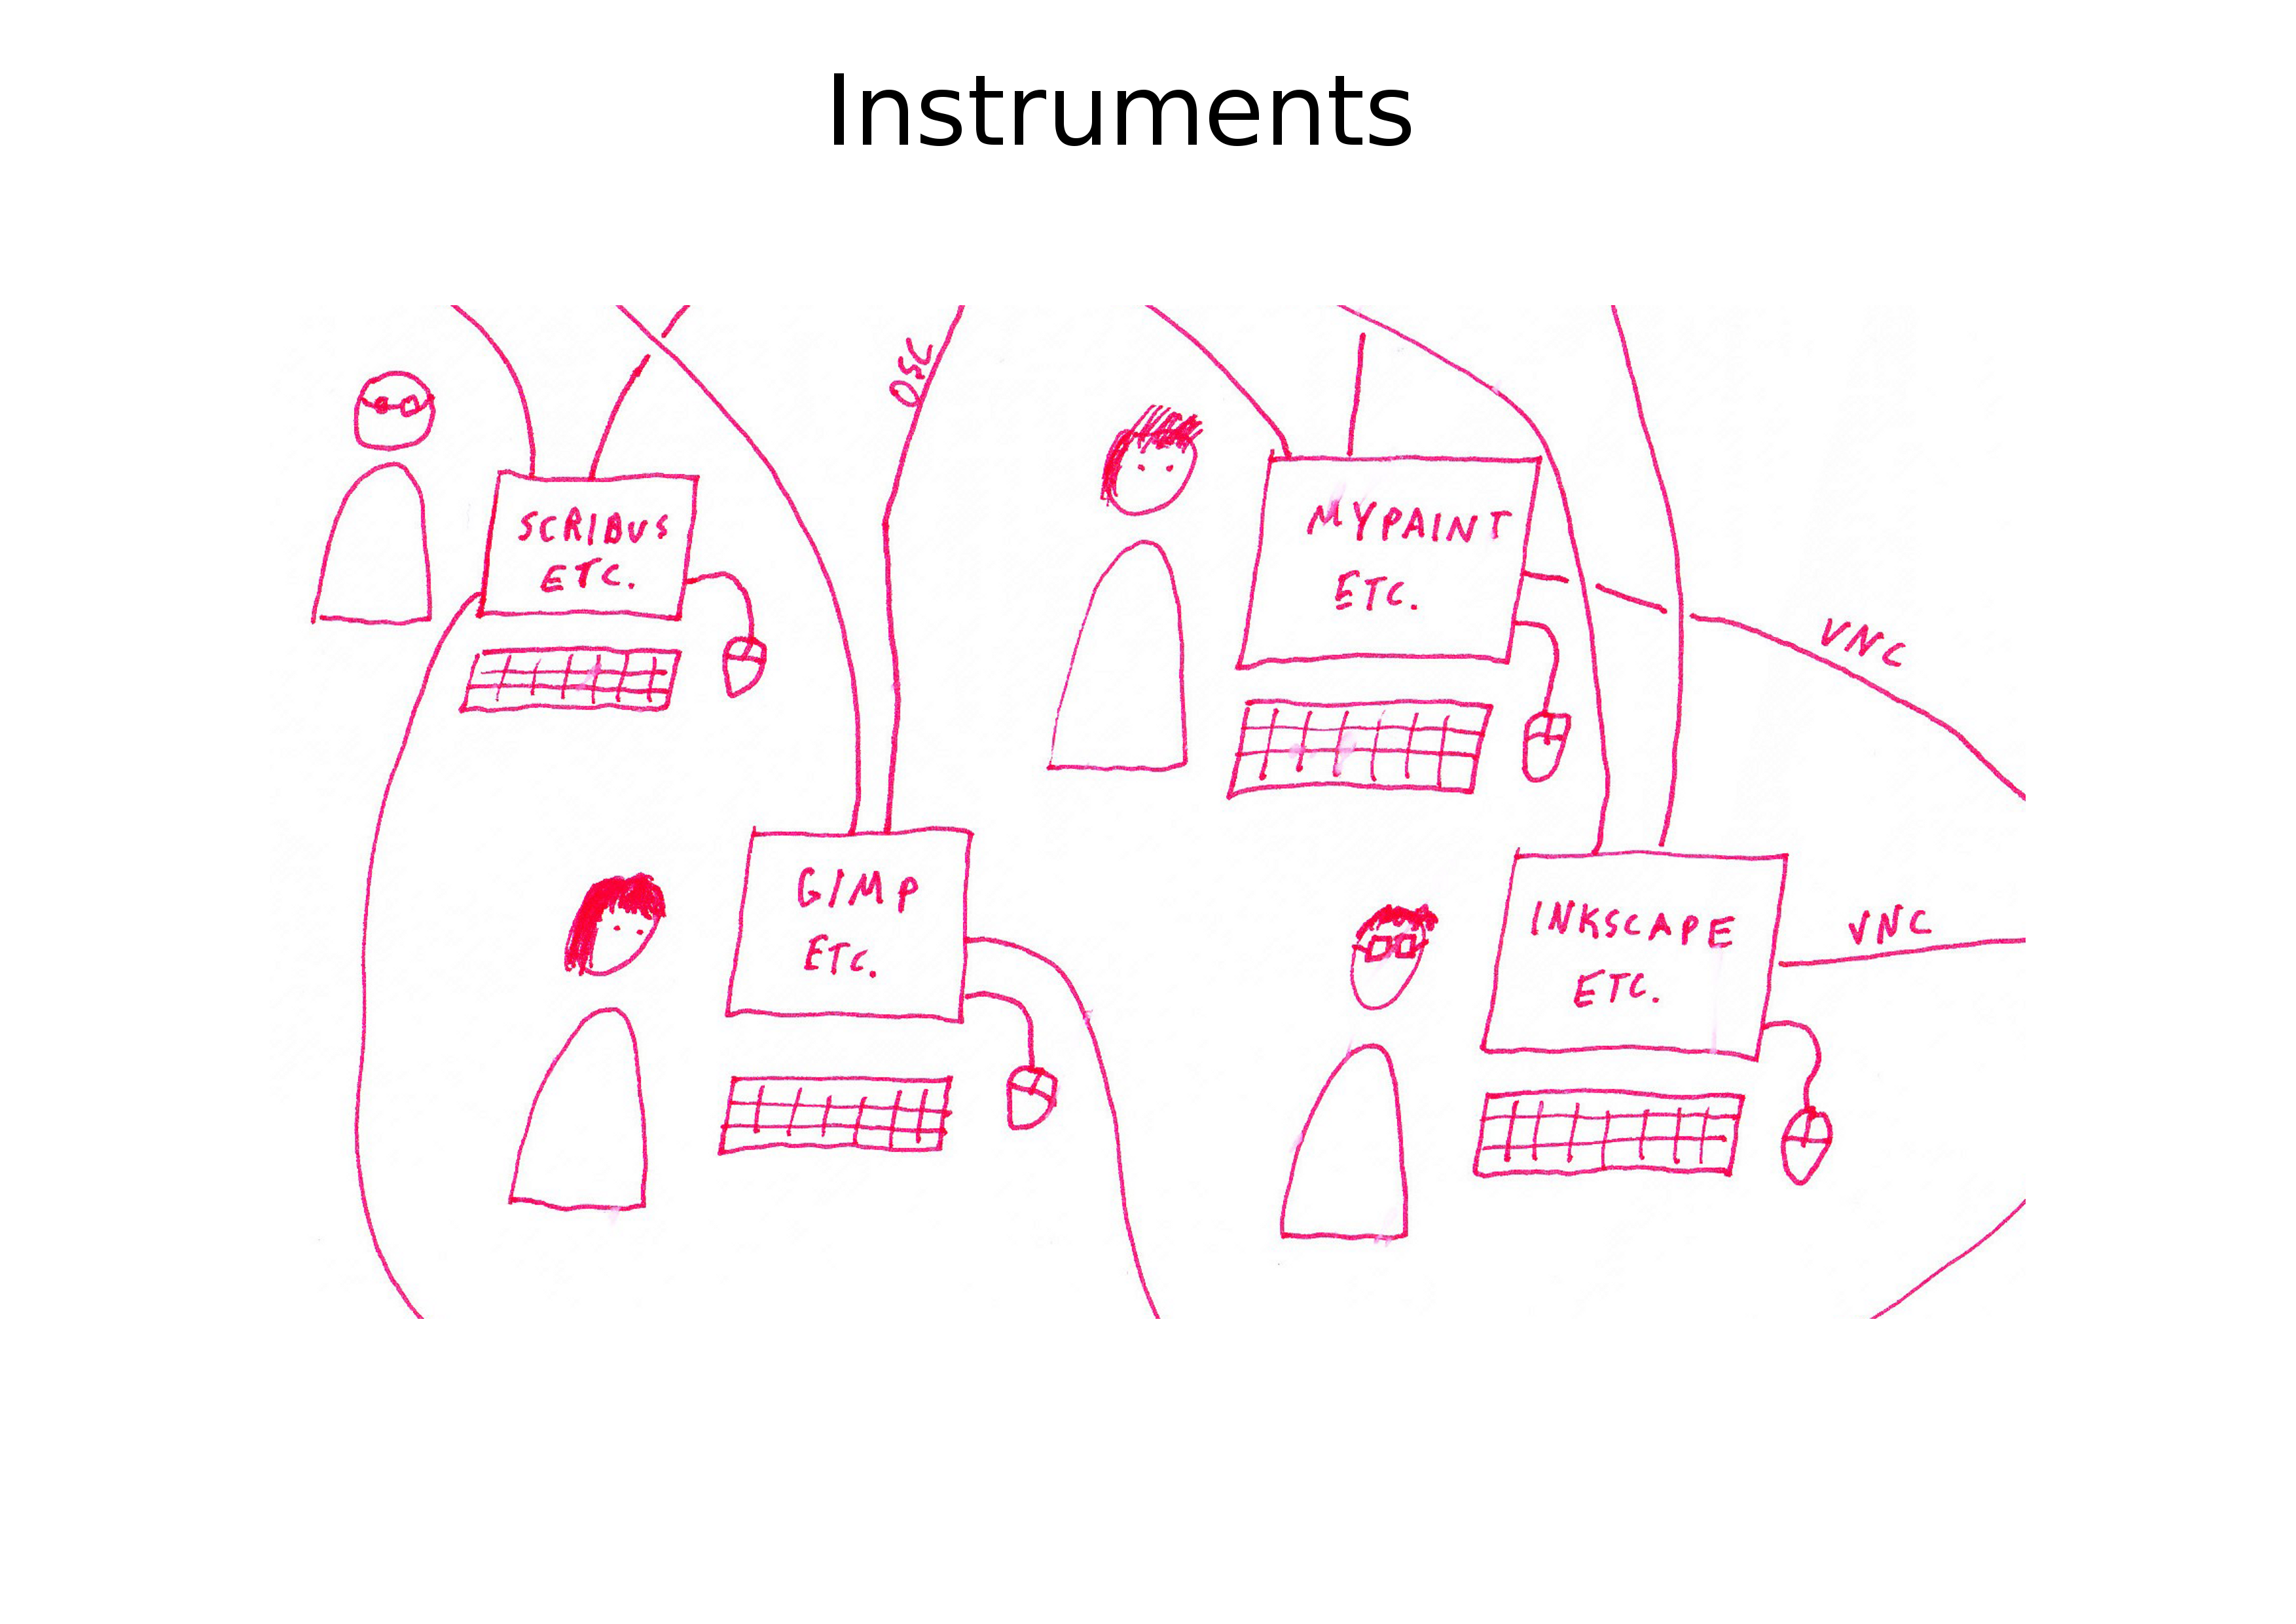 Instruments
OSC
SCRIBUS
ETC.
MYPAINT
ETC.
VNC
GIMP
ETC.
INKSCAPE
ETC.
VNC